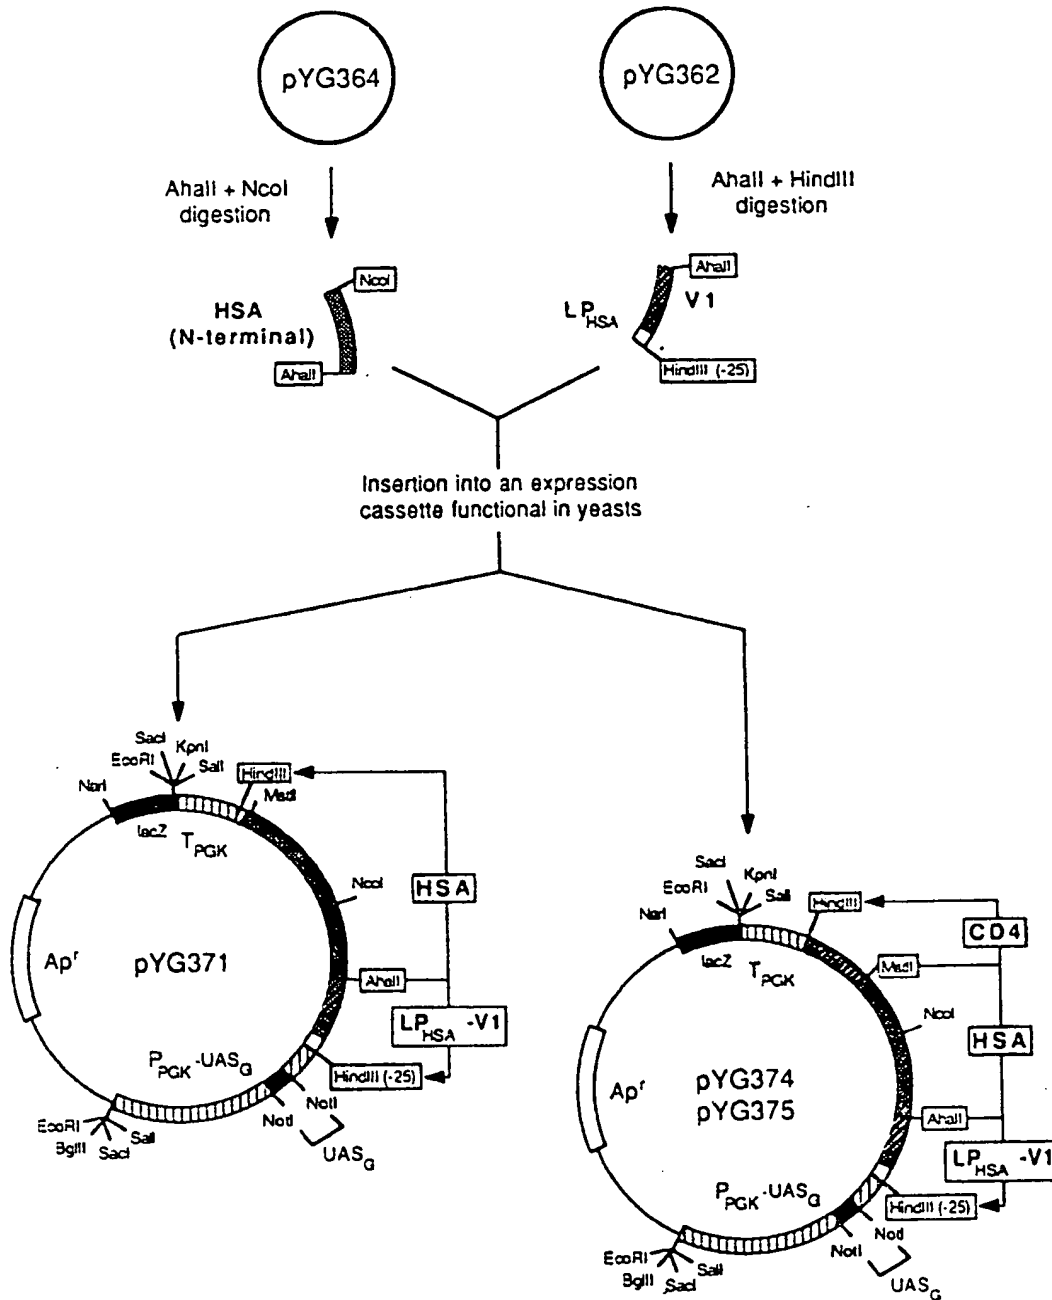 pYG364
pYG362
AhaII + NcoI
digestion
AhaII + HindIII
digestion
NcoI
HSA
(N-terminal)
AhaII
AhaII
V1
LP HSA
HindIII (-25)
Insertion into an expression
cassette functional in yeasts
SacI
KpnI
EcoRI
SalI
NarI
HindIII
MstII
lacZ
T PGK
NcoI
HSA
Ap r
pYG371
AhaII
LP HSA -V1
P PGK -UAS G
HindIII (-25)
NotI
NotI
UAS G
EcoRI
BglII
SacI
SalI
SacI
KpnI
EcoRI
SalI
NarI
HindIII
CD4
lacZ
T PGK
MstII
NcoI
HSA
Ap r
pYG374
pYG375
AhaII
LP HSA -V1
P PGK -UAS G
HindIII (-25)
NotI
NotI
UAS G
EcoRI
BglII
SacI
SalI